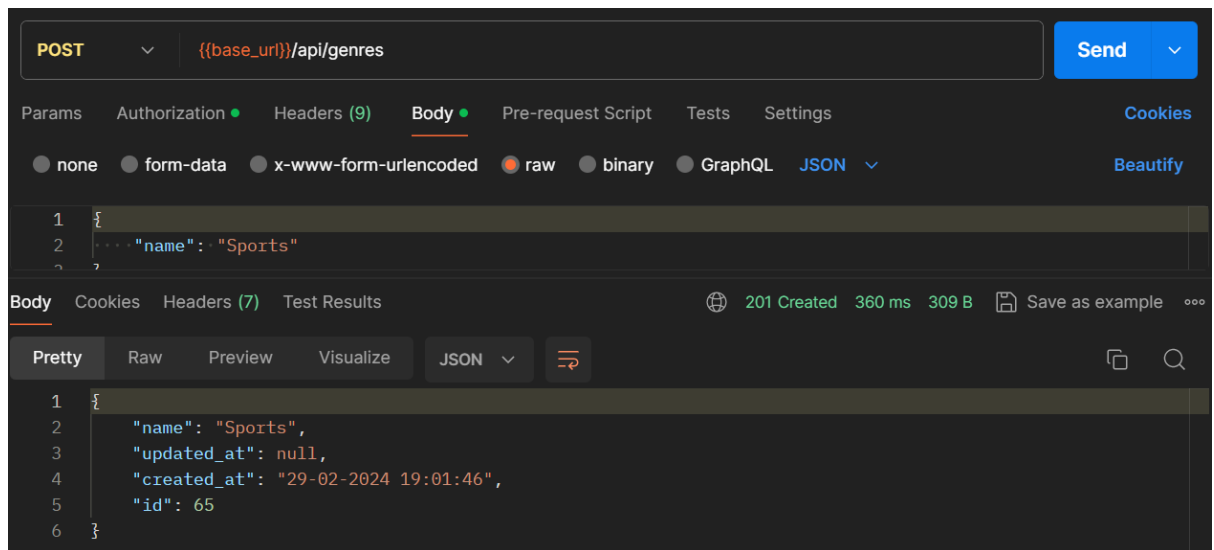 POST {{base_url}}/api/genres Send
Params Authorization Headers (9) Body Pre-request Script Tests Settings Cookies
none form-data x-www-form-urlencoded raw binary GraphQL JSON Beautify
1 {
2 ····"name":·"Sports"
Body Cookies Headers (7) Test Results 201 Created 360 ms 309 B Save as example
Pretty Raw Preview Visualize JSON
1 {
2 "name": "Sports",
3 "updated_at": null,
4 "created_at": "29-02-2024 19:01:46",
5 "id": 65
6 }